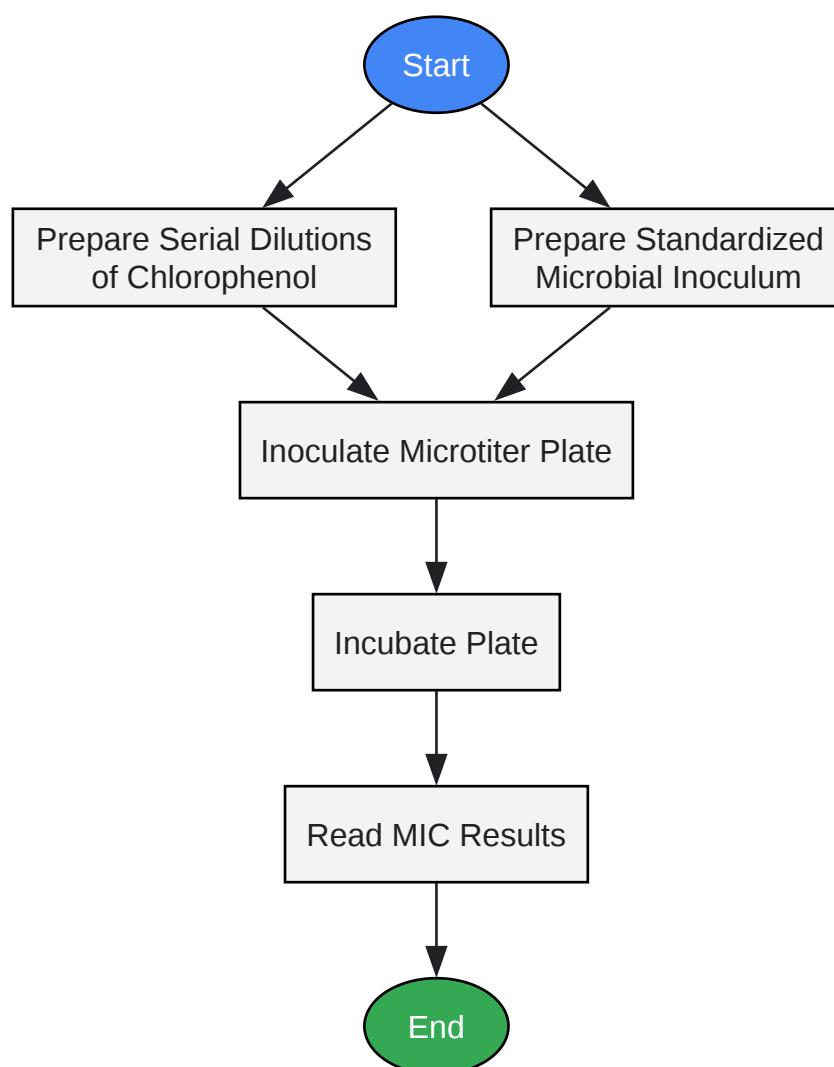 Start
Prepare Serial Dilutions
of Chlorophenol
Prepare Standardized
Microbial Inoculum
Inoculate Microtiter Plate
Incubate Plate
Read MIC Results
End